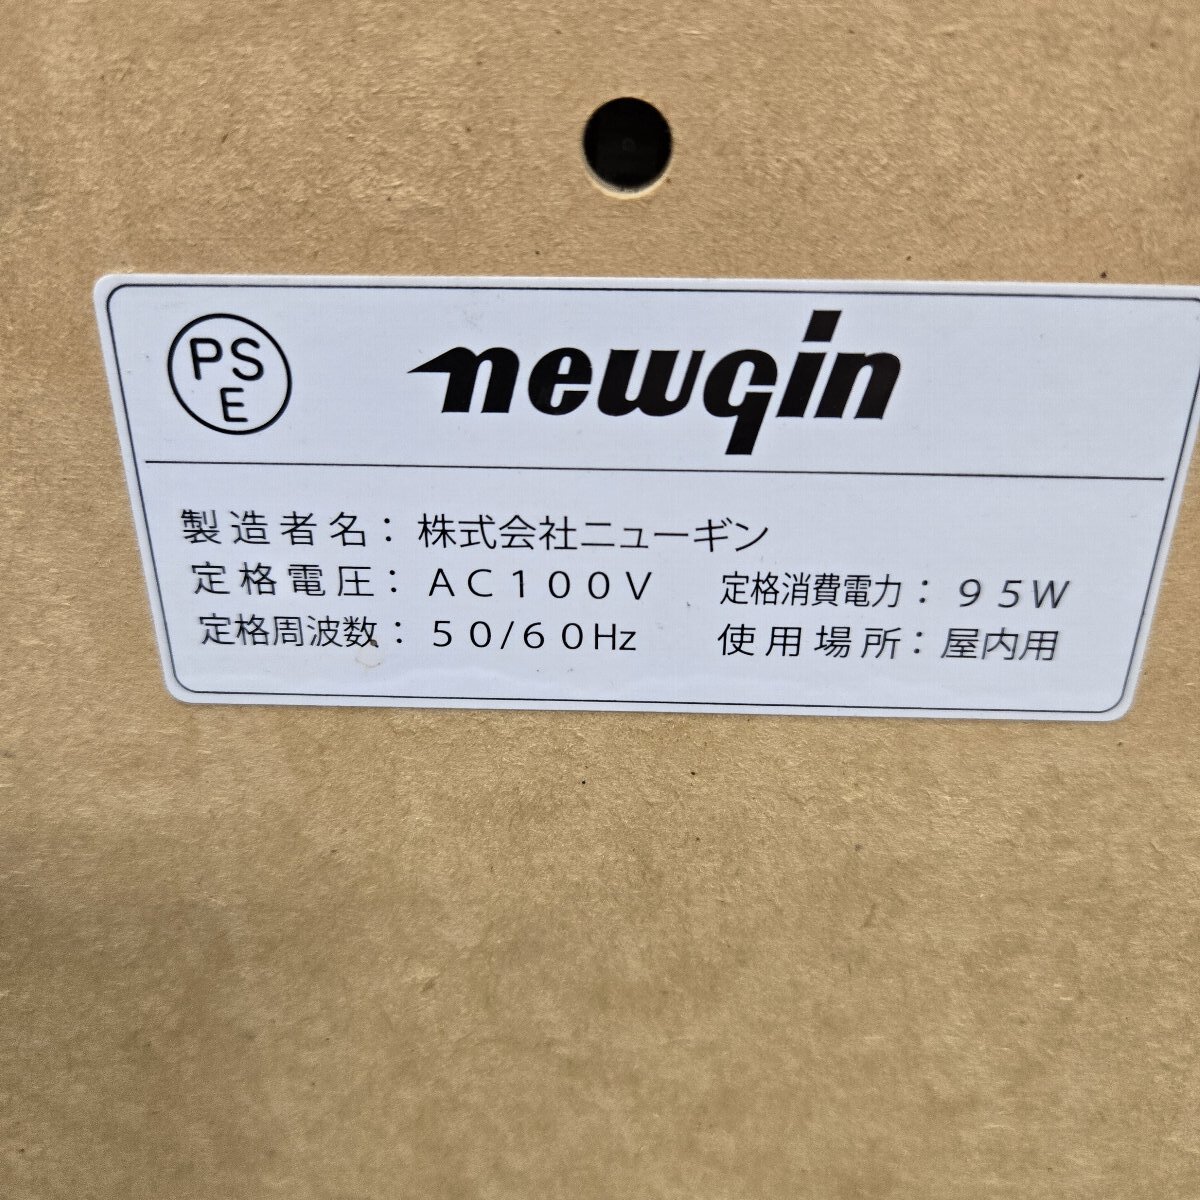 PS
E
newgin
製造者名：株式会社ニューギン
定格電圧：ＡＣ１００Ｖ　定格消費電力：９５W
定格周波数：５０/６０Hz　使用場所：屋内用